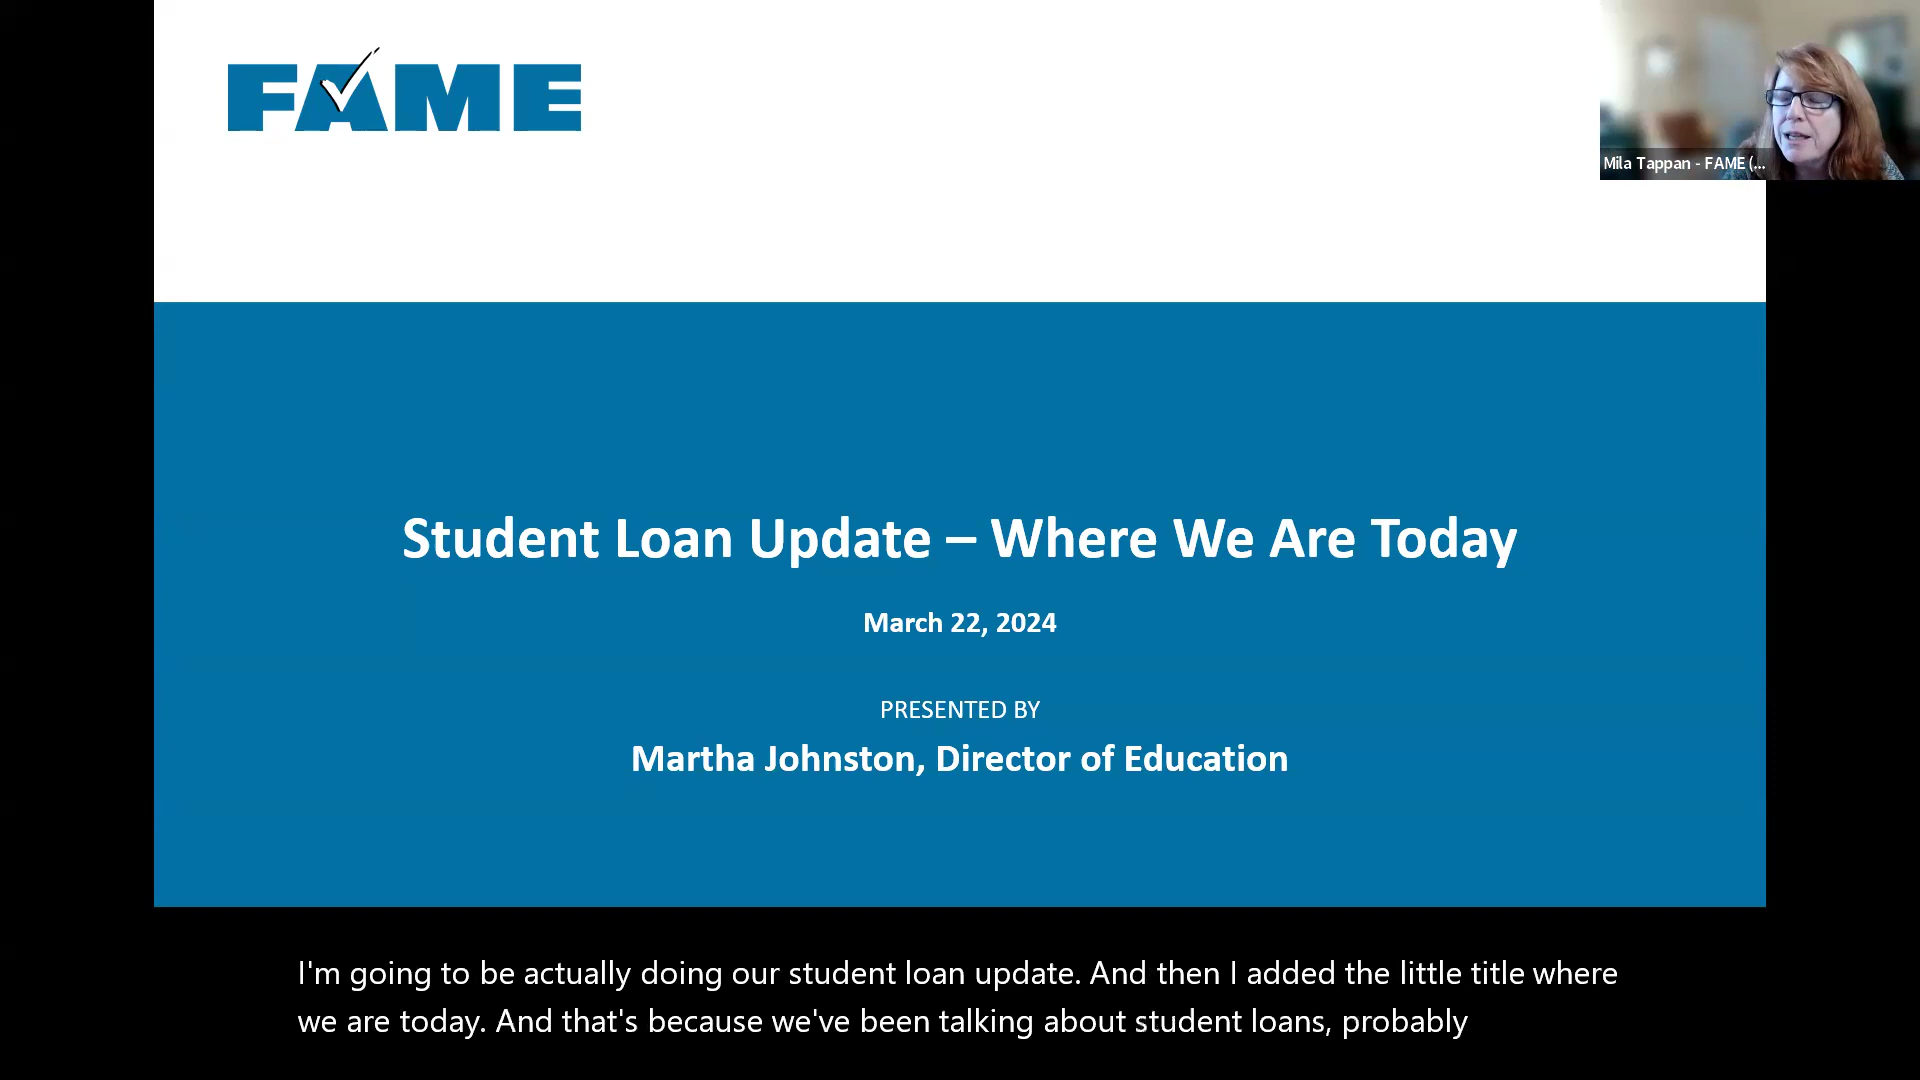 FAME
Mila Tappan - FAME (...
Student Loan Update – Where We Are Today
March 22, 2024
PRESENTED BY
Martha Johnston, Director of Education
I'm going to be actually doing our student loan update. And then I added the little title where
we are today. And that's because we've been talking about student loans, probably